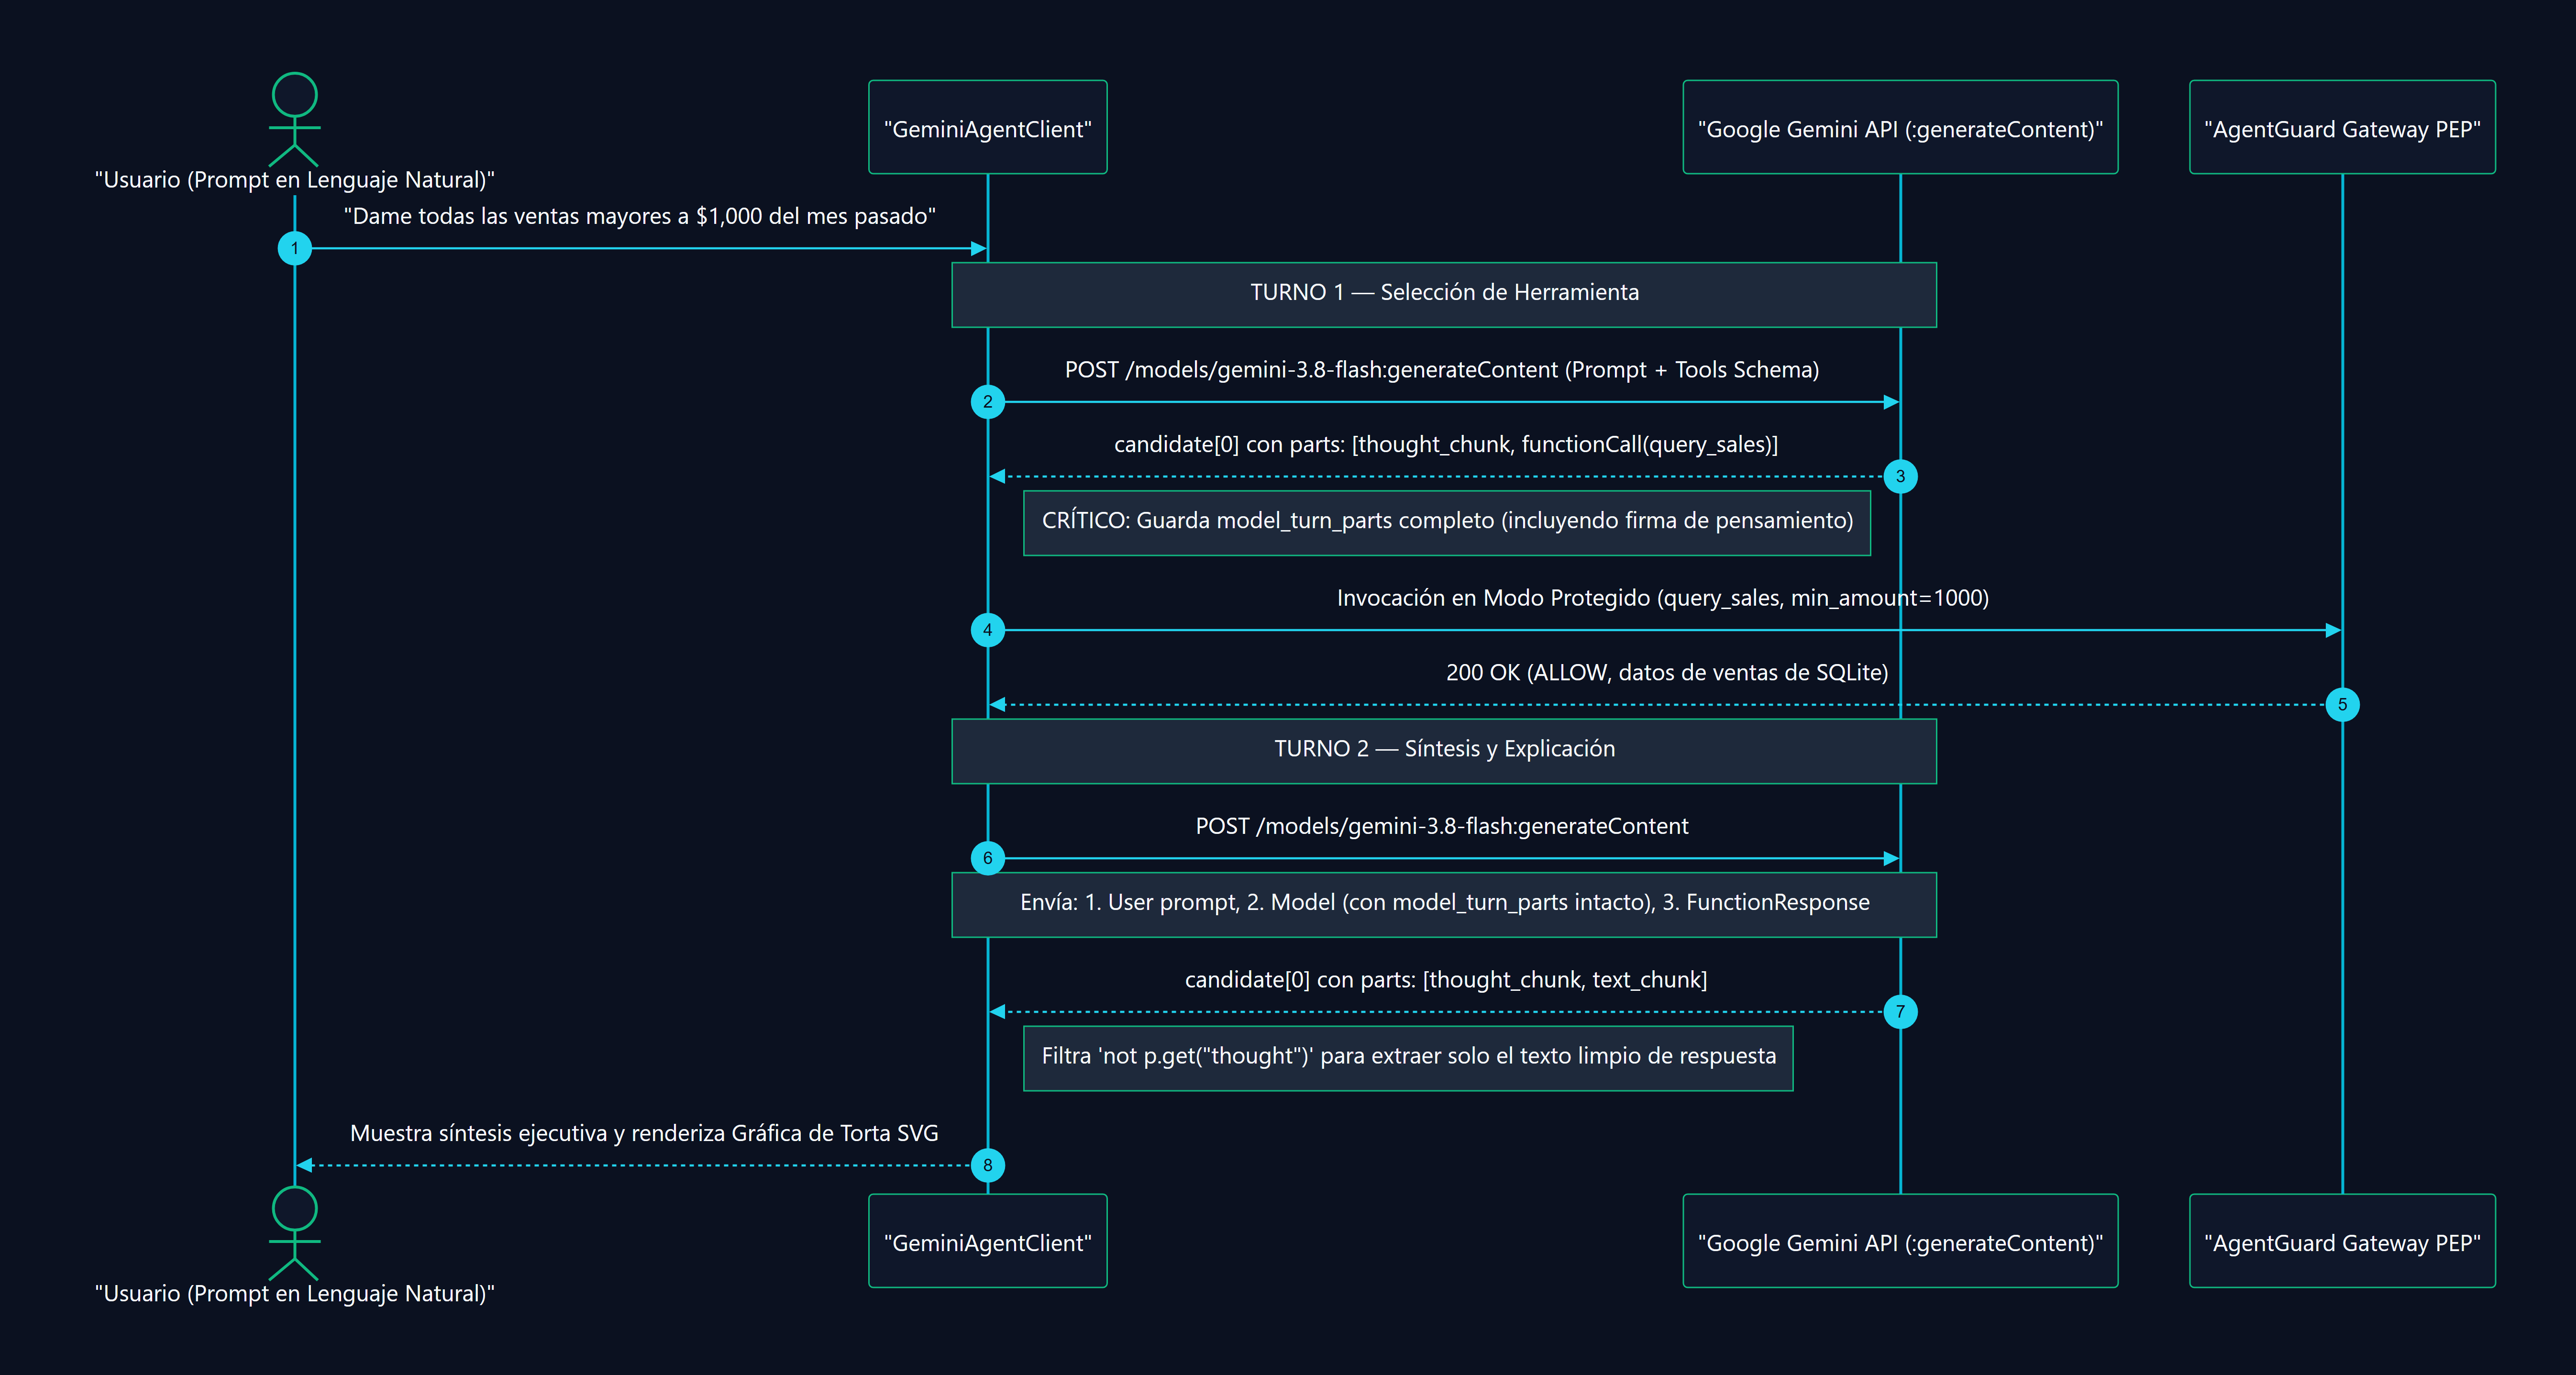 "GeminiAgentClient"
"Google Gemini API (:generateContent)"
"AgentGuard Gateway PEP"
"Usuario (Prompt en Lenguaje Natural)"
"Dame todas las ventas mayores a $1,000 del mes pasado"
1
TURNO 1 — Selección de Herramienta
POST /models/gemini-3.8-flash:generateContent (Prompt + Tools Schema)
2
candidate[0] con parts: [thought_chunk, functionCall(query_sales)]
3
CRÍTICO: Guarda model_turn_parts completo (incluyendo firma de pensamiento)
Invocación en Modo Protegido (query_sales, min_amount=1000)
4
200 OK (ALLOW, datos de ventas de SQLite)
5
TURNO 2 — Síntesis y Explicación
POST /models/gemini-3.8-flash:generateContent
6
Envía: 1. User prompt, 2. Model (con model_turn_parts intacto), 3. FunctionResponse
candidate[0] con parts: [thought_chunk, text_chunk]
7
Filtra 'not p.get("thought")' para extraer solo el texto limpio de respuesta
Muestra síntesis ejecutiva y renderiza Gráfica de Torta SVG
8
"GeminiAgentClient"
"Google Gemini API (:generateContent)"
"AgentGuard Gateway PEP"
"Usuario (Prompt en Lenguaje Natural)"